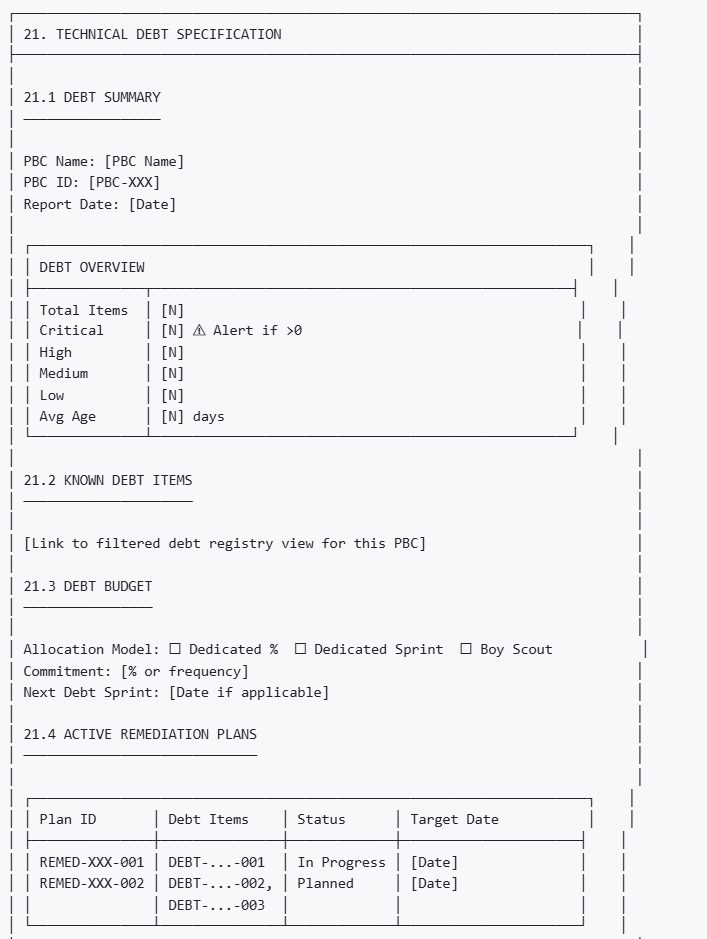 21. TECHNICAL DEBT SPECIFICATION
21.1 DEBT SUMMARY
PBC Name: [PBC Name]
PBC ID: [PBC-XXX]
Report Date: [Date]
DEBT OVERVIEW
Total Items [N]
Critical [N] ⚠ Alert if >0
High [N]
Medium [N]
Low [N]
Avg Age [N] days
21.2 KNOWN DEBT ITEMS
[Link to filtered debt registry view for this PBC]
21.3 DEBT BUDGET
Allocation Model: ☐ Dedicated % ☐ Dedicated Sprint ☐ Boy Scout
Commitment: [% or frequency]
Next Debt Sprint: [Date if applicable]
21.4 ACTIVE REMEDIATION PLANS
Plan ID Debt Items Status Target Date
REMED-XXX-001 DEBT-...-001 In Progress [Date]
REMED-XXX-002 DEBT-...-002, Planned [Date]
DEBT-...-003